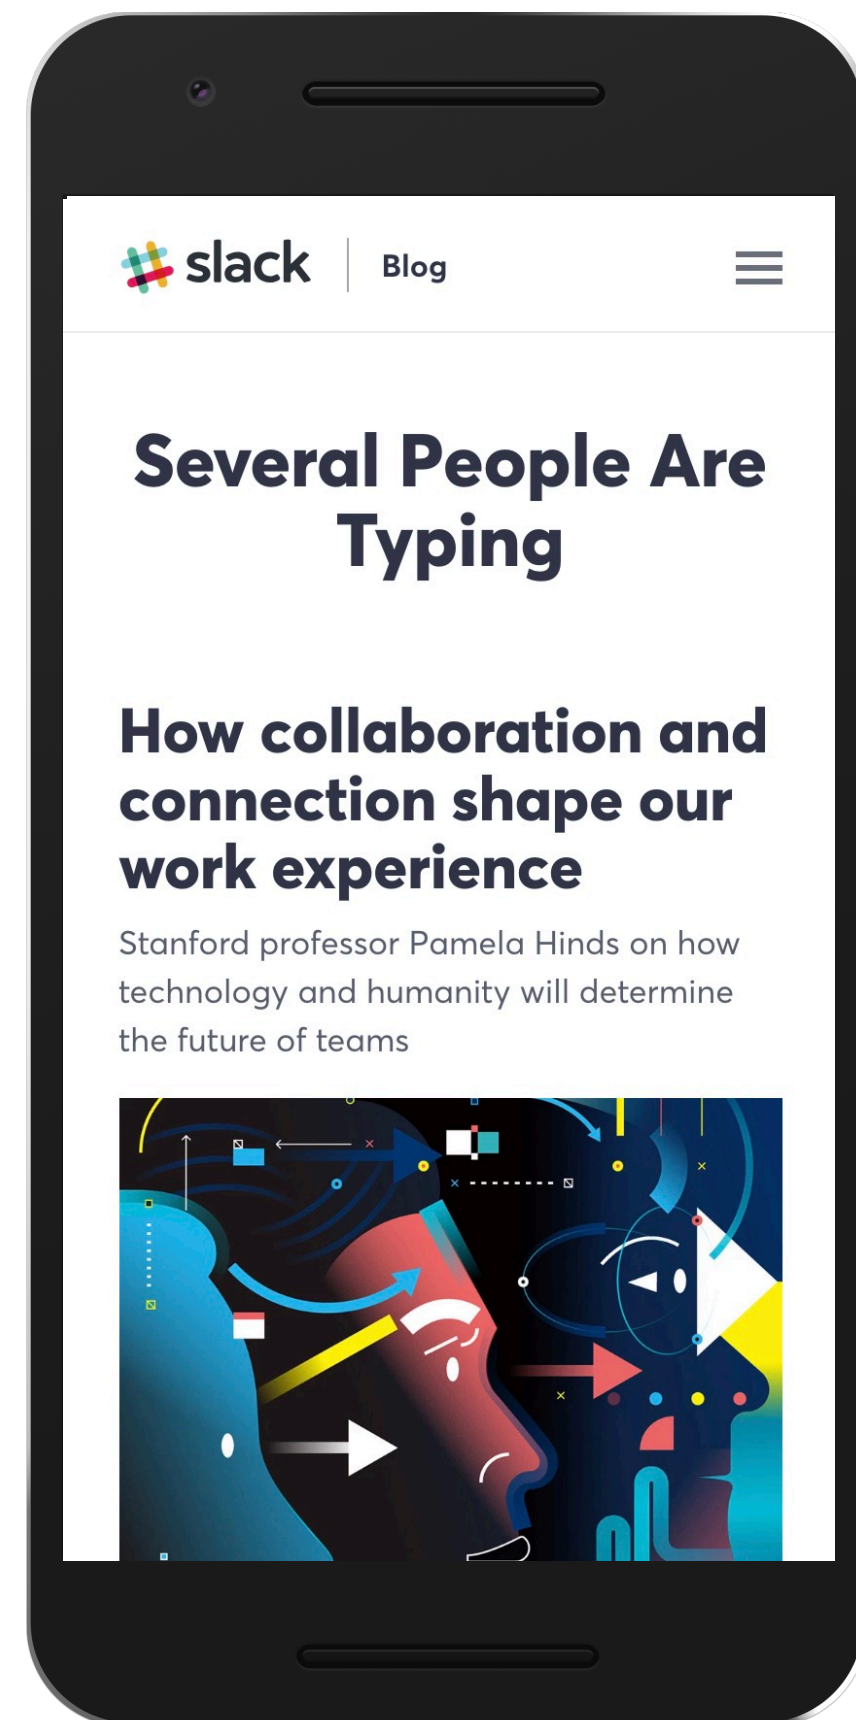 slack
Blog
Several People Are
Typing
How collaboration and
connection shape our
work experience
Stanford professor Pamela Hinds on how
technology and humanity will determine
the future of teams